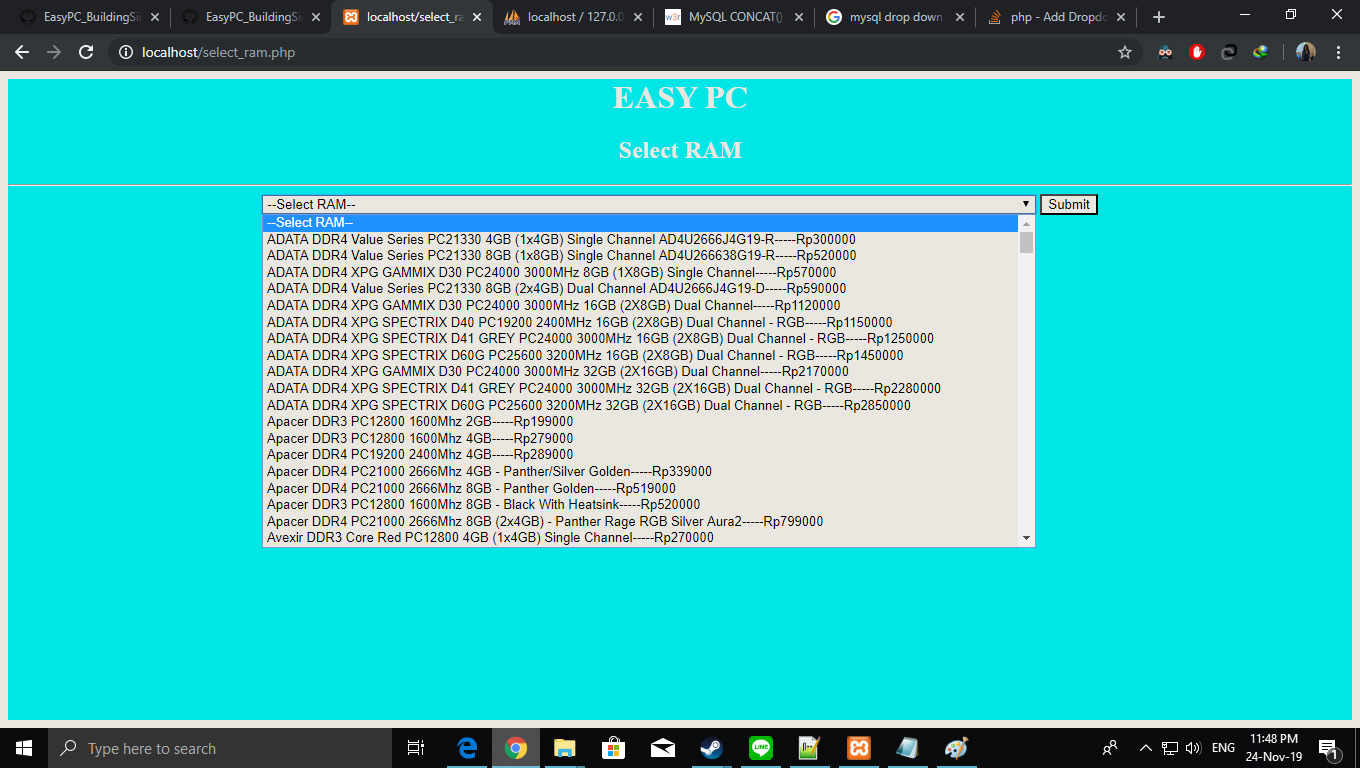 EasyPC_BuildingSi
EasyPC_BuildingSi
localhost/select_ra
localhost / 127.0.0
w3r
MySQL CONCAT()
mysql drop down
php - Add Dropdo
localhost/select_ram.php
EASY PC
Select RAM
--Select RAM--
Submit
--Select RAM--
ADATA DDR4 Value Series PC21330 4GB (1x4GB) Single Channel AD4U2666J4G19-R-----Rp300000
ADATA DDR4 Value Series PC21330 8GB (1x8GB) Single Channel AD4U266638G19-R-----Rp520000
ADATA DDR4 XPG GAMMIX D30 PC24000 3000MHz 8GB (1X8GB) Single Channel-----Rp570000
ADATA DDR4 Value Series PC21330 8GB (2x4GB) Dual Channel AD4U2666J4G19-D-----Rp590000
ADATA DDR4 XPG GAMMIX D30 PC24000 3000MHz 16GB (2X8GB) Dual Channel-----Rp1120000
ADATA DDR4 XPG SPECTRIX D40 PC19200 2400MHz 16GB (2X8GB) Dual Channel - RGB-----Rp1150000
ADATA DDR4 XPG SPECTRIX D41 GREY PC24000 3000MHz 16GB (2X8GB) Dual Channel - RGB-----Rp1250000
ADATA DDR4 XPG SPECTRIX D60G PC25600 3200MHz 16GB (2X8GB) Dual Channel - RGB-----Rp1450000
ADATA DDR4 XPG GAMMIX D30 PC24000 3000MHz 32GB (2X16GB) Dual Channel-----Rp2170000
ADATA DDR4 XPG SPECTRIX D41 GREY PC24000 3000MHz 32GB (2X16GB) Dual Channel - RGB-----Rp2280000
ADATA DDR4 XPG SPECTRIX D60G PC25600 3200MHz 32GB (2X16GB) Dual Channel - RGB-----Rp2850000
Apacer DDR3 PC12800 1600Mhz 2GB-----Rp199000
Apacer DDR3 PC12800 1600Mhz 4GB-----Rp279000
Apacer DDR4 PC19200 2400Mhz 4GB-----Rp289000
Apacer DDR4 PC21000 2666Mhz 4GB - Panther/Silver Golden-----Rp339000
Apacer DDR4 PC21000 2666Mhz 8GB - Panther Golden-----Rp519000
Apacer DDR3 PC12800 1600Mhz 8GB - Black With Heatsink-----Rp520000
Apacer DDR4 PC21000 2666Mhz 8GB (2x4GB) - Panther Rage RGB Silver Aura2-----Rp799000
Avexir DDR3 Core Red PC12800 4GB (1x4GB) Single Channel-----Rp270000
Type here to search
LINE
ENG
11:48 PM
24-Nov-19
1